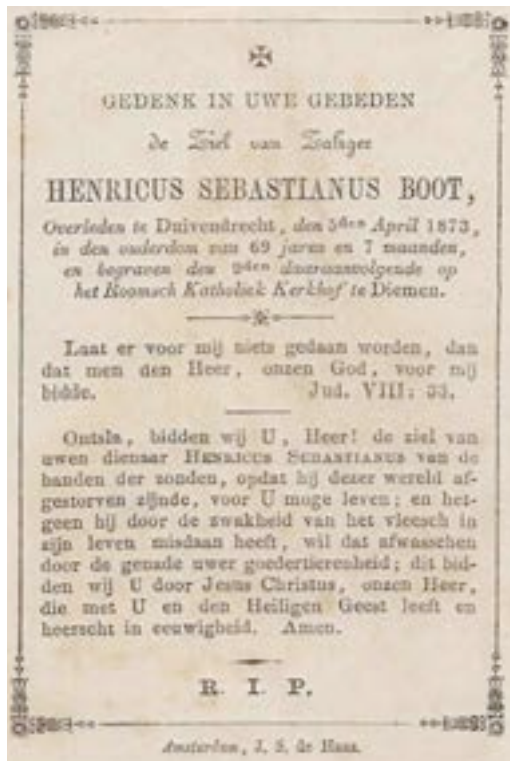 GEDENK IN UWE GEBEDEN
de Ziel van Zaliger
HENRICUS SEBASTIANUS BOOT,
Overleden te Duivendrecht, den 5den April 1873,
in den ouderdom van 69 jaren en 7 maanden,
en begraven den 9den daaraanvolgende op
het Roomsch Katholiek Kerkhof te Diemen.
Laat er voor mij niets gedaan worden, dan
dat men den Heer, onzen God, voor mij
bidde. Jud. VIII: 33.
Ontsla, bidden wij U, Heer! de ziel van
uwen dienaar HENRICUS SEBASTIANUS van de
banden der zonden, opdat hij dezer wereld af-
gestorven zijnde, voor U moge leven; en het-
geen hij door de zwakheid van het vleesch in
zijn leven misdaan heeft, wil dat afwasschen
door de genade uwer goedertierenheid; dit bid-
den wij U door Jesus Christus, onzen Heer,
die met U en den Heiligen Geest leeft en
heerscht in eeuwigheid. Amen.
R. I. P.
Amsterdam, J. S. de Haas.